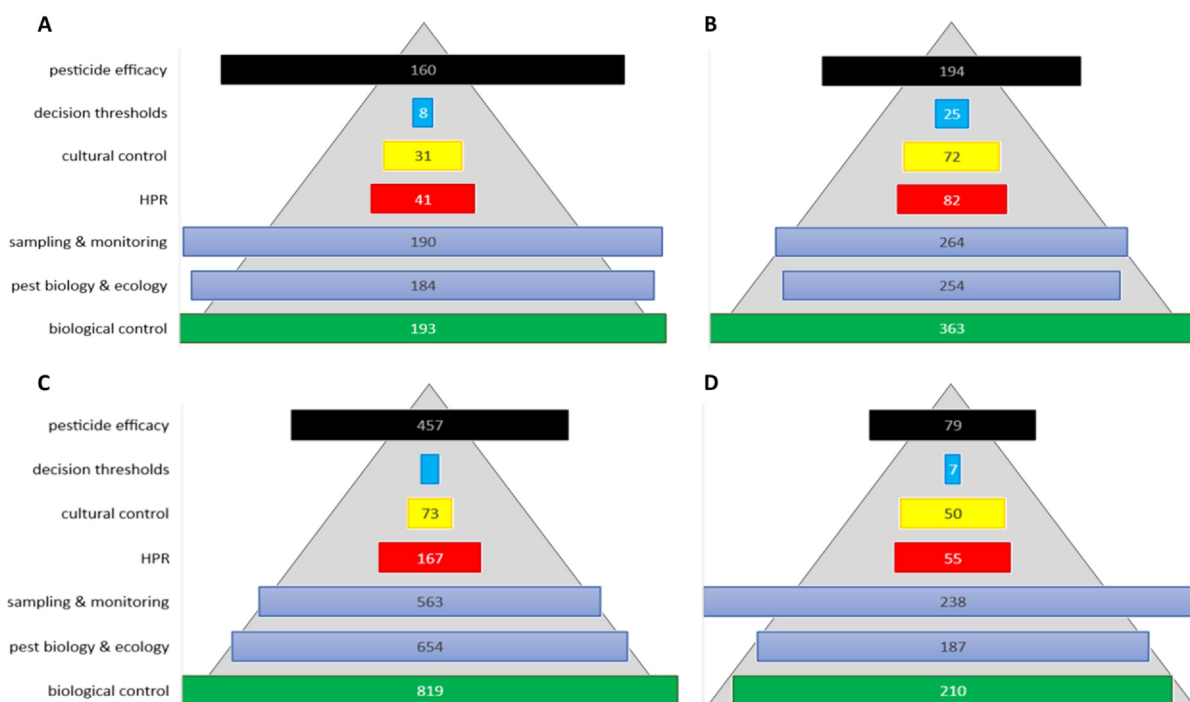 A B
pesticide efficacy 160 194
decision thresholds 8 25
cultural control 31 72
HPR 41 82
sampling & monitoring 190 264
pest biology & ecology 184 254
biological control 193 363
C D
pesticide efficacy 457 79
decision thresholds 7
cultural control 73 50
HPR 167 55
sampling & monitoring 563 238
pest biology & ecology 654 187
biological control 819 210